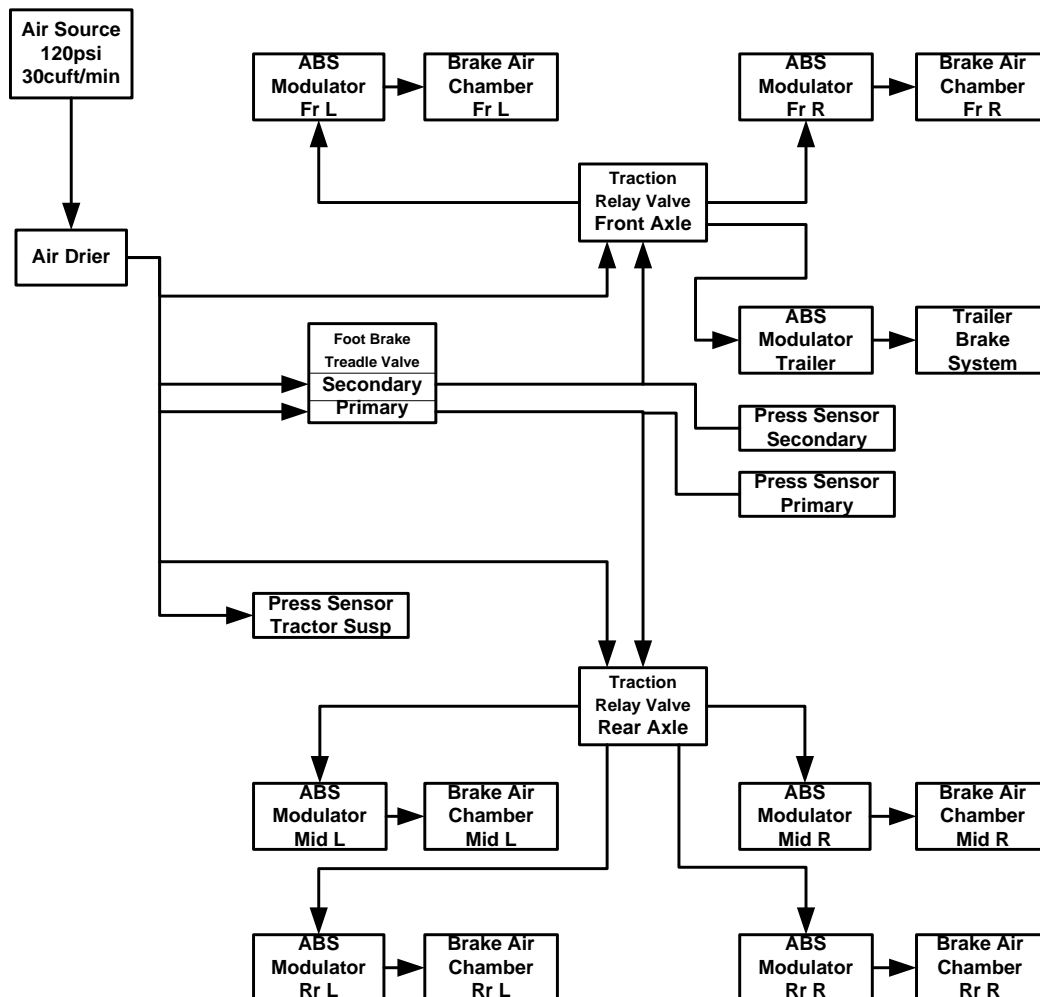 Air Source
120psi
30cuft/min
ABS
Modulator
Fr L
Brake Air
Chamber
Fr L
ABS
Modulator
Fr R
Brake Air
Chamber
Fr R
Traction
Relay Valve
Front Axle
Air Drier
ABS
Modulator
Trailer
Trailer
Brake
System
Foot Brake
Treadle Valve
Secondary
Primary
Press Sensor
Secondary
Press Sensor
Primary
Press Sensor
Tractor Susp
Traction
Relay Valve
Rear Axle
ABS
Modulator
Mid L
Brake Air
Chamber
Mid L
ABS
Modulator
Mid R
Brake Air
Chamber
Mid R
ABS
Modulator
Rr L
Brake Air
Chamber
Rr L
ABS
Modulator
Rr R
Brake Air
Chamber
Rr R